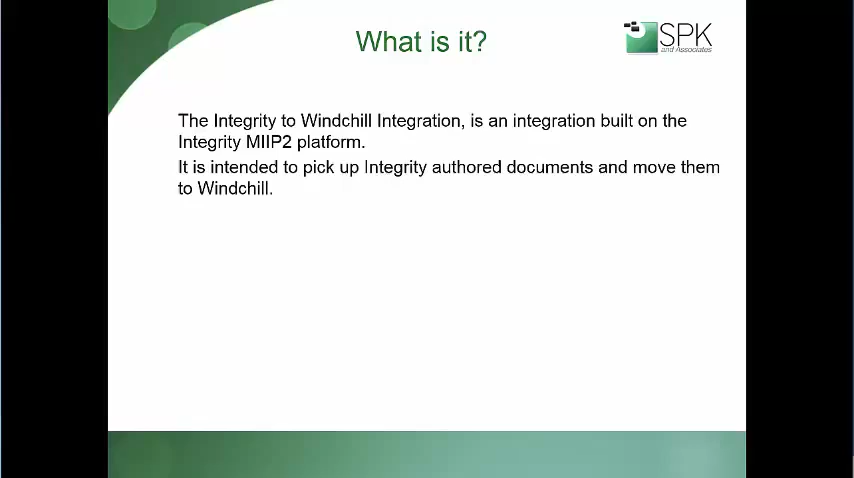 What is it?
SPK
and Associates
The Integrity to Windchill Integration, is an integration built on the
Integrity MIIP2 platform.
It is intended to pick up Integrity authored documents and move them
to Windchill.